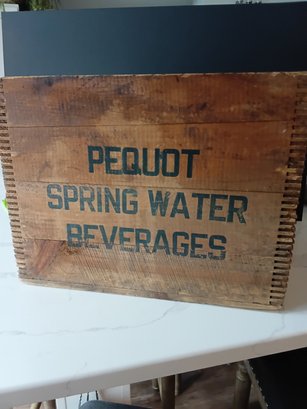 PEQUOT
SPRING WATER
BEVERAGES